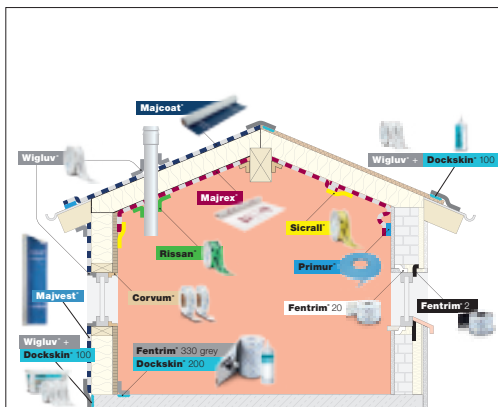 Majcoat®
Wigluv®
Wigluv® + Dockskin® 100
Majrex®
Sicrall®
Rissan®
Primur®
Corvum®
Majvest®
Fentrim® 20
Fentrim® 2
Wigluv® +
Dockskin® 100
Fentrim® 330 grey
Dockskin® 200